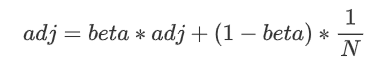 adj = beta * adj + (1 − beta) * 1/N